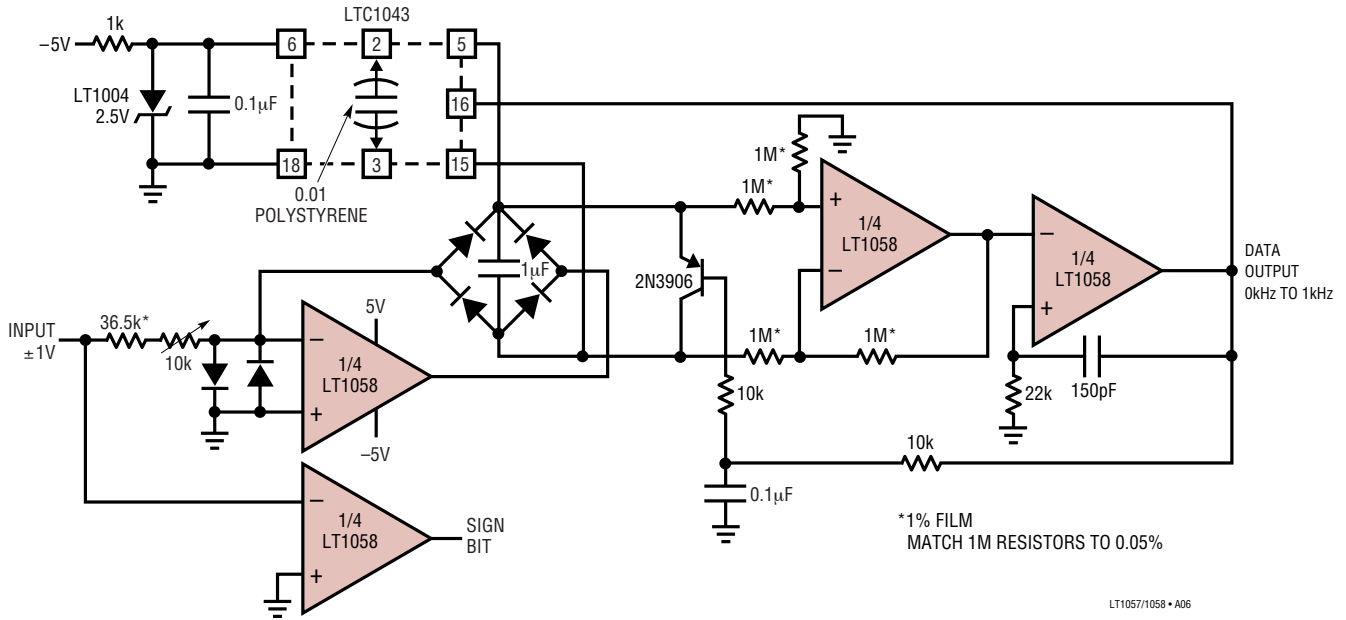 LTC1043
1k
–5V
6
2
5
LT1004
2.5V
0.1µF
16
18
3
15
0.01
POLYSTYRENE
1M*
1M*
+
1/4
LT1058
–
–
1/4
LT1058
+
DATA
OUTPUT
0kHz TO 1kHz
1µF
2N3906
INPUT
±1V
36.5k*
10k
5V
–
1/4
LT1058
+
–5V
1M*
1M*
10k
22k
150pF
10k
0.1µF
–
1/4
LT1058
+
SIGN
BIT
*1% FILM
MATCH 1M RESISTORS TO 0.05%
LT1057/1058 • A06